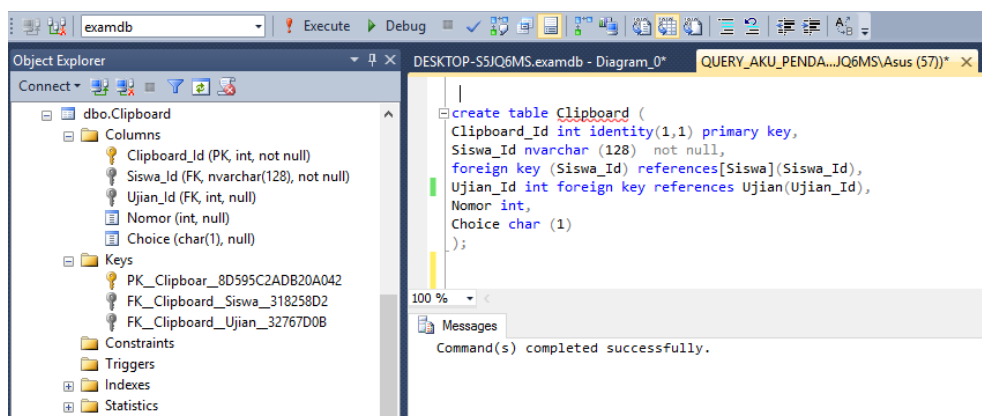 examdb Execute Debug
Object Explorer
Connect
dbo.Clipboard
Columns
Clipboard_Id (PK, int, not null)
Siswa_Id (FK, nvarchar(128), not null)
Ujian_Id (FK, int, null)
Nomor (int, null)
Choice (char(1), null)
Keys
PK__Clipboar__8D595C2ADB20A042
FK__Clipboard__Siswa__318258D2
FK__Clipboard__Ujian__32767D0B
Constraints
Triggers
Indexes
Statistics
DESKTOP-S5JQ6MS.examdb - Diagram_0*
QUERY_AKU_PENDA...JQ6MS\Asus (57))*
create table Clipboard (
Clipboard_Id int identity(1,1) primary key,
Siswa_Id nvarchar (128)  not null,
foreign key (Siswa_Id) references[Siswa](Siswa_Id),
Ujian_Id int foreign key references Ujian(Ujian_Id),
Nomor int,
Choice char (1)
);
100 %
Messages
Command(s) completed successfully.